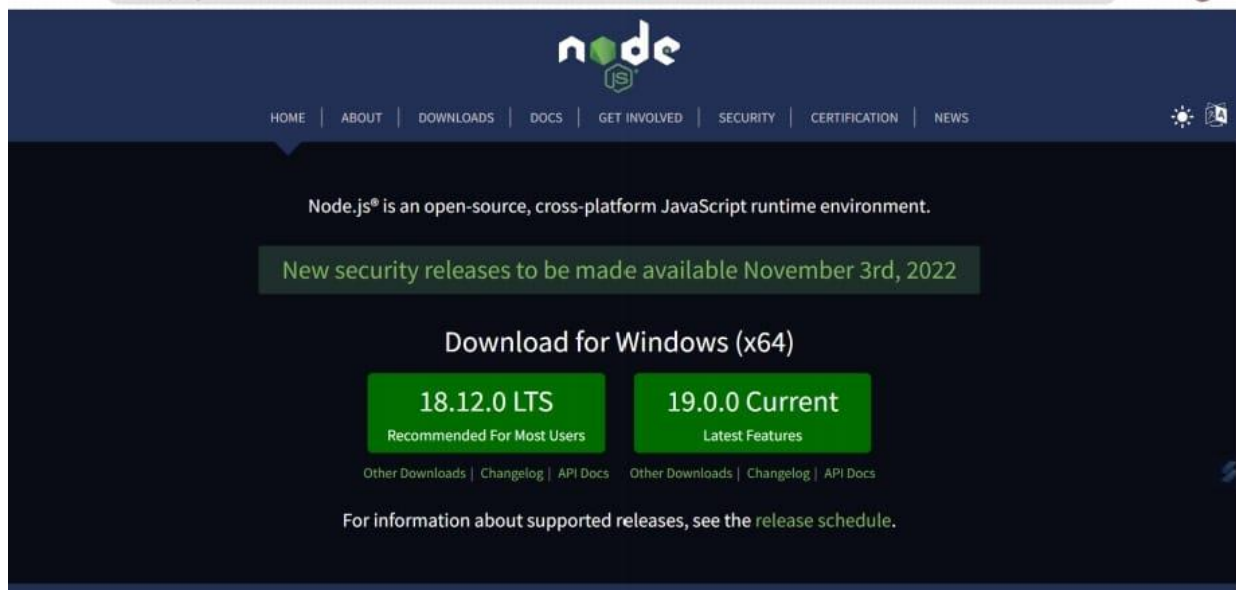 node
JS
HOME | ABOUT | DOWNLOADS | DOCS | GET INVOLVED | SECURITY | CERTIFICATION | NEWS
Node.js® is an open-source, cross-platform JavaScript runtime environment.
New security releases to be made available November 3rd, 2022
Download for Windows (x64)
18.12.0 LTS
Recommended For Most Users
19.0.0 Current
Latest Features
Other Downloads | Changelog | API Docs
Other Downloads | Changelog | API Docs
For information about supported releases, see the release schedule.